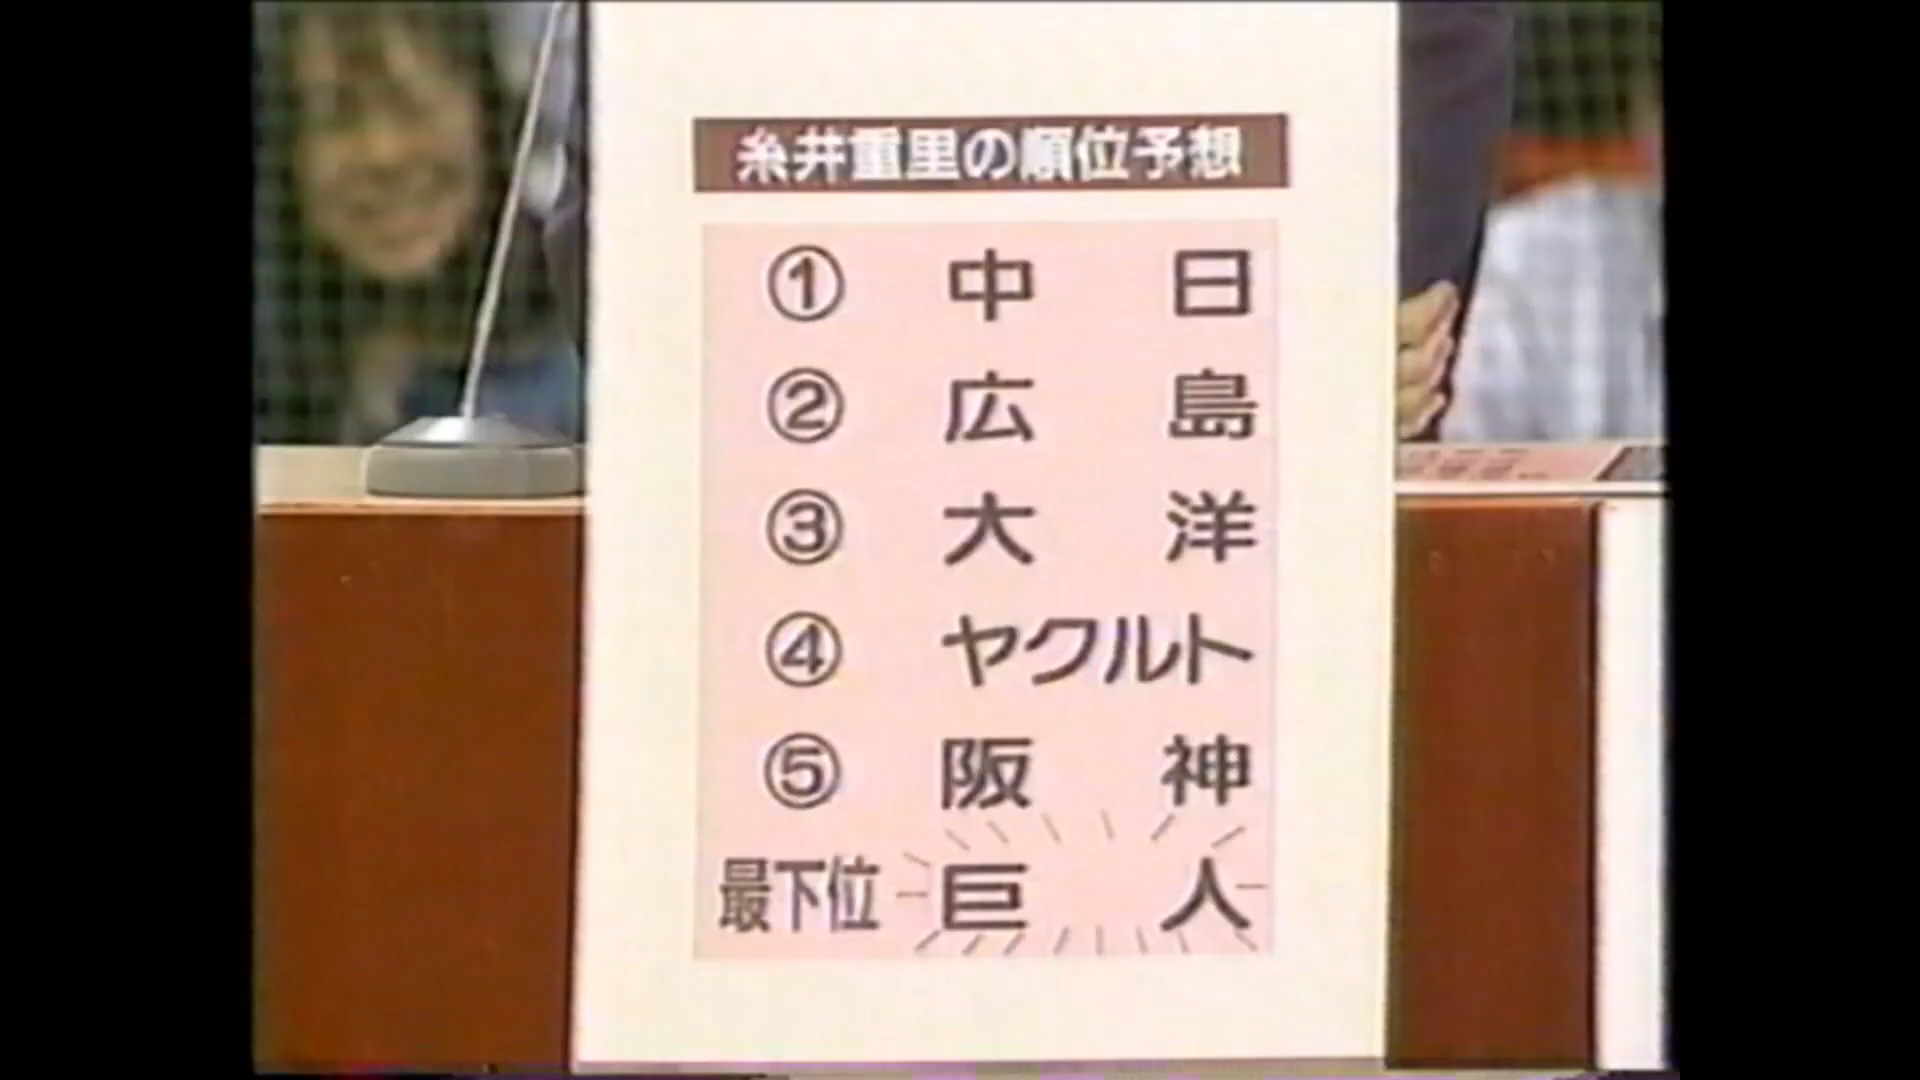 糸井重里の順位予想
① 中日
② 広島
③ 大洋
④ ヤクルト
⑤ 阪神
最下位 巨人